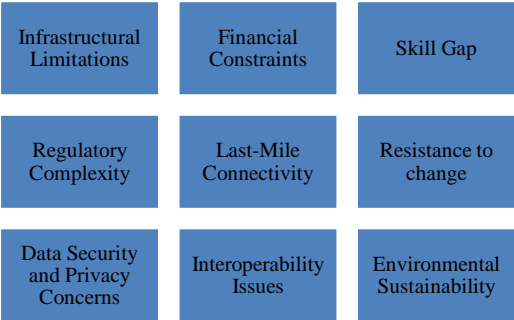 Infrastructural
Limitations
Financial
Constraints
Skill Gap
Regulatory
Complexity
Last-Mile
Connectivity
Resistance to
change
Data Security
and Privacy
Concerns
Interoperability
Issues
Environmental
Sustainability